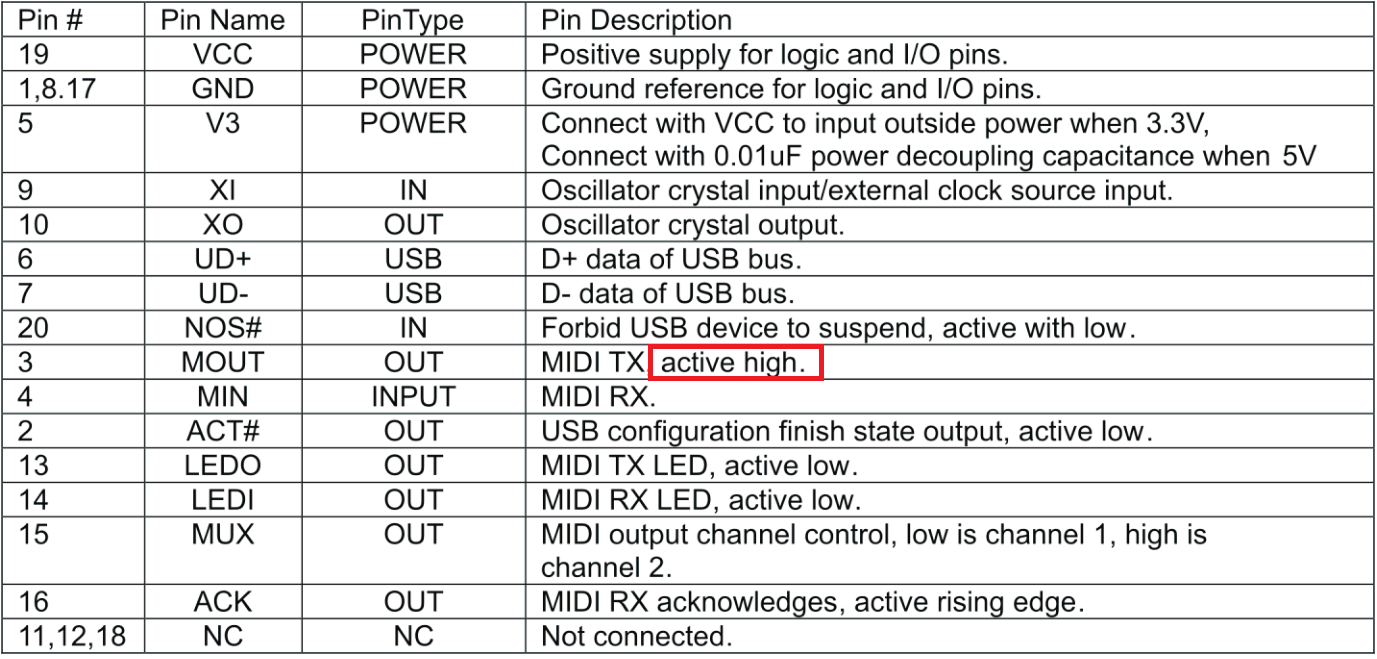 Pin # Pin Name PinType Pin Description
19 VCC POWER Positive supply for logic and I/O pins.
1,8.17 GND POWER Ground reference for logic and I/O pins.
5 V3 POWER Connect with VCC to input outside power when 3.3V,
Connect with 0.01uF power decoupling capacitance when 5V
9 XI IN Oscillator crystal input/external clock source input.
10 XO OUT Oscillator crystal output.
6 UD+ USB D+ data of USB bus.
7 UD- USB D- data of USB bus.
20 NOS# IN Forbid USB device to suspend, active with low.
3 MOUT OUT MIDI TX, active high.
4 MIN INPUT MIDI RX.
2 ACT# OUT USB configuration finish state output, active low.
13 LEDO OUT MIDI TX LED, active low.
14 LEDI OUT MIDI RX LED, active low.
15 MUX OUT MIDI output channel control, low is channel 1, high is
channel 2.
16 ACK OUT MIDI RX acknowledges, active rising edge.
11,12,18 NC NC Not connected.